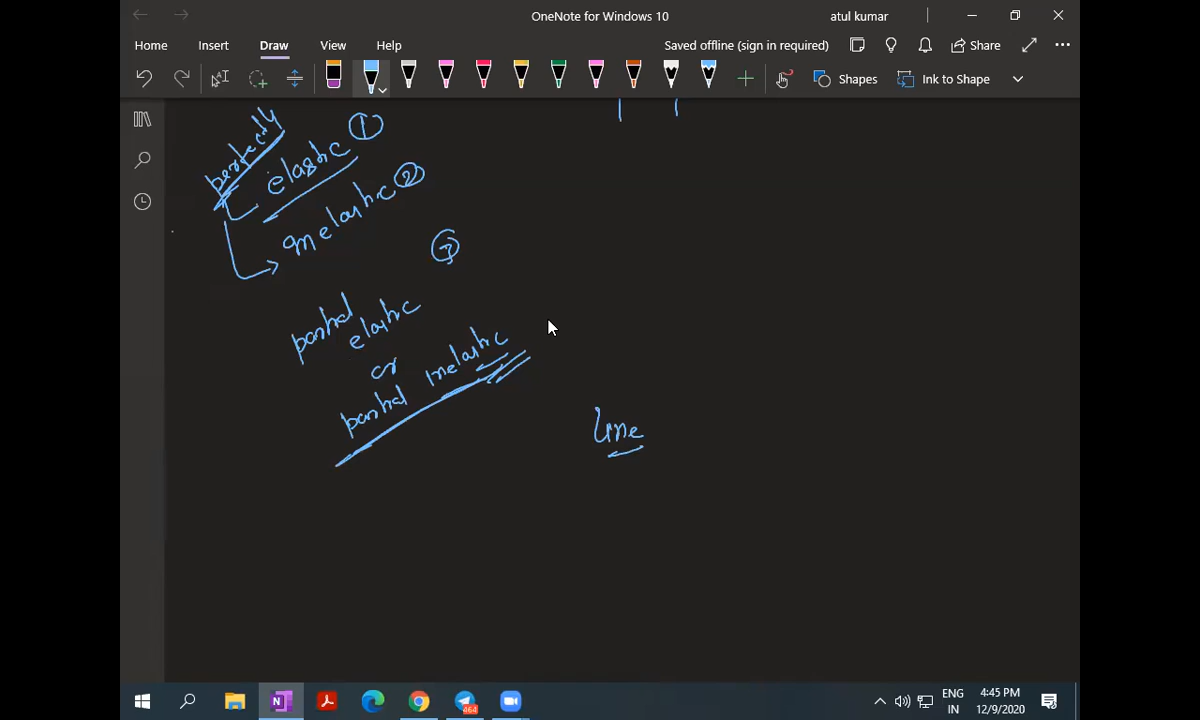 OneNote for Windows 10
atul kumar
Home Insert Draw View Help
Saved offline (sign in required)
Share
Shapes
Ink to Shape
perfectly
elastic 1
inelastic 2
3
partial
elastic
or
partial inelastic
line
464
ENG
IN
4:45 PM
12/9/2020